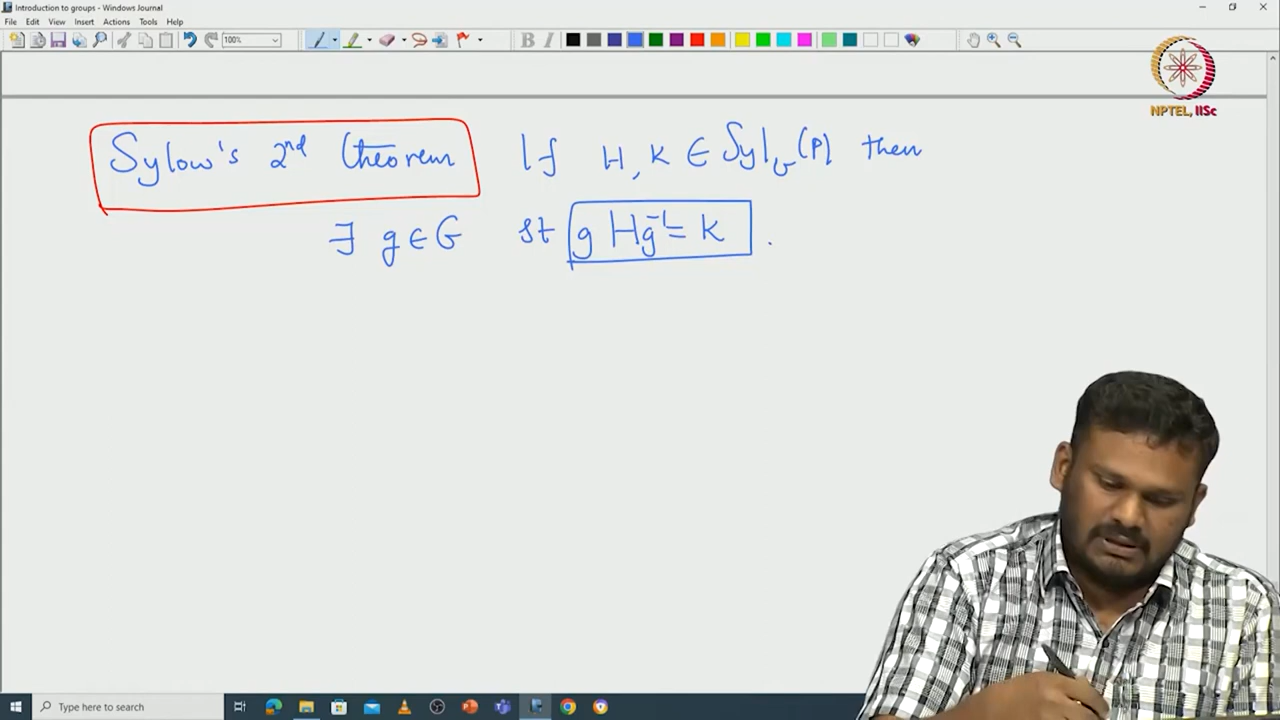 Introduction to groups - Windows Journal
File Edit View Insert Actions Tools Help
100%
B I
NPTEL, IISc
Sylow's 2nd theorem If H, K ∈ Syl_G(P) then
∃ g ∈ G st g H g⁻¹ = K .
Type here to search